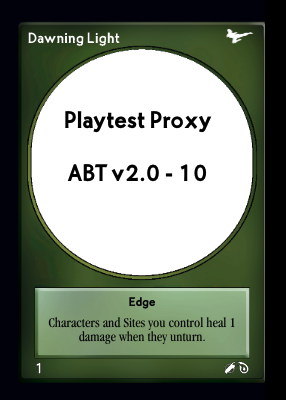 Dawning Light
Playtest Proxy
ABT v2.0 - 10
Edge
Characters and Sites you control heal 1
damage when they unturn.
1